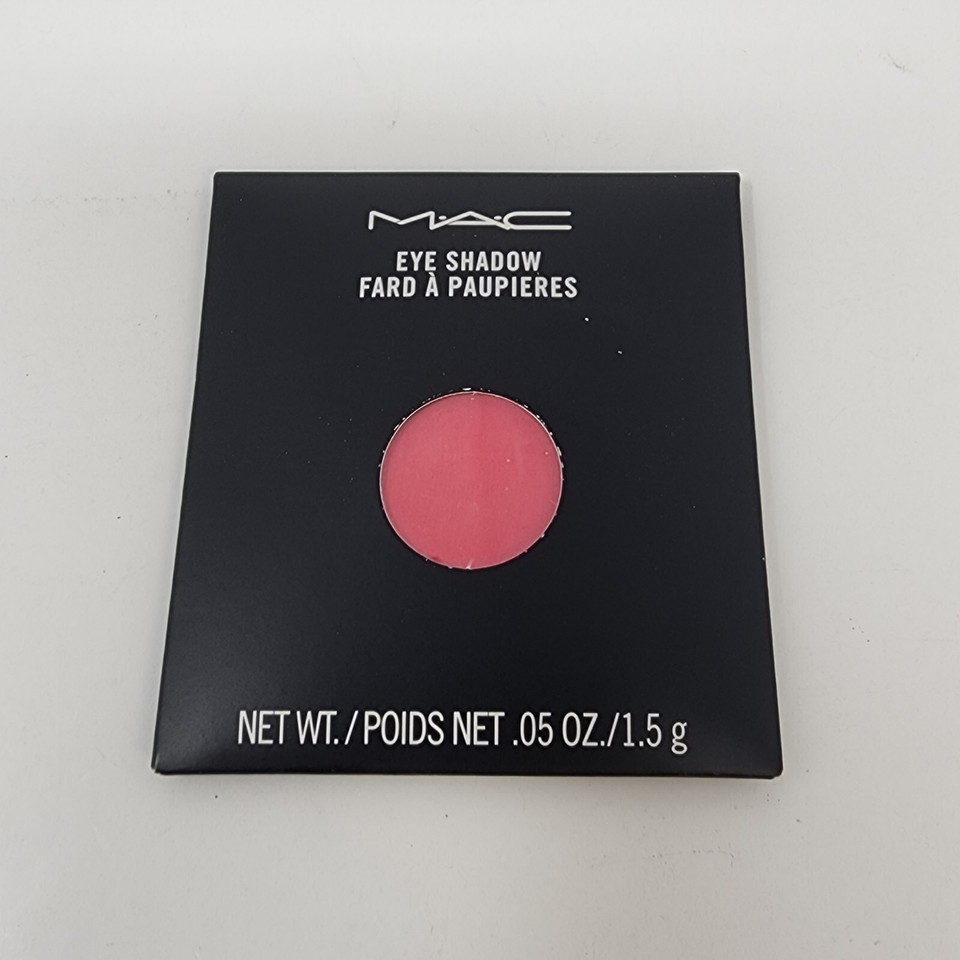 M·A·C
EYE SHADOW
FARD À PAUPIERES
NET WT. / POIDS NET .05 OZ./1.5 g